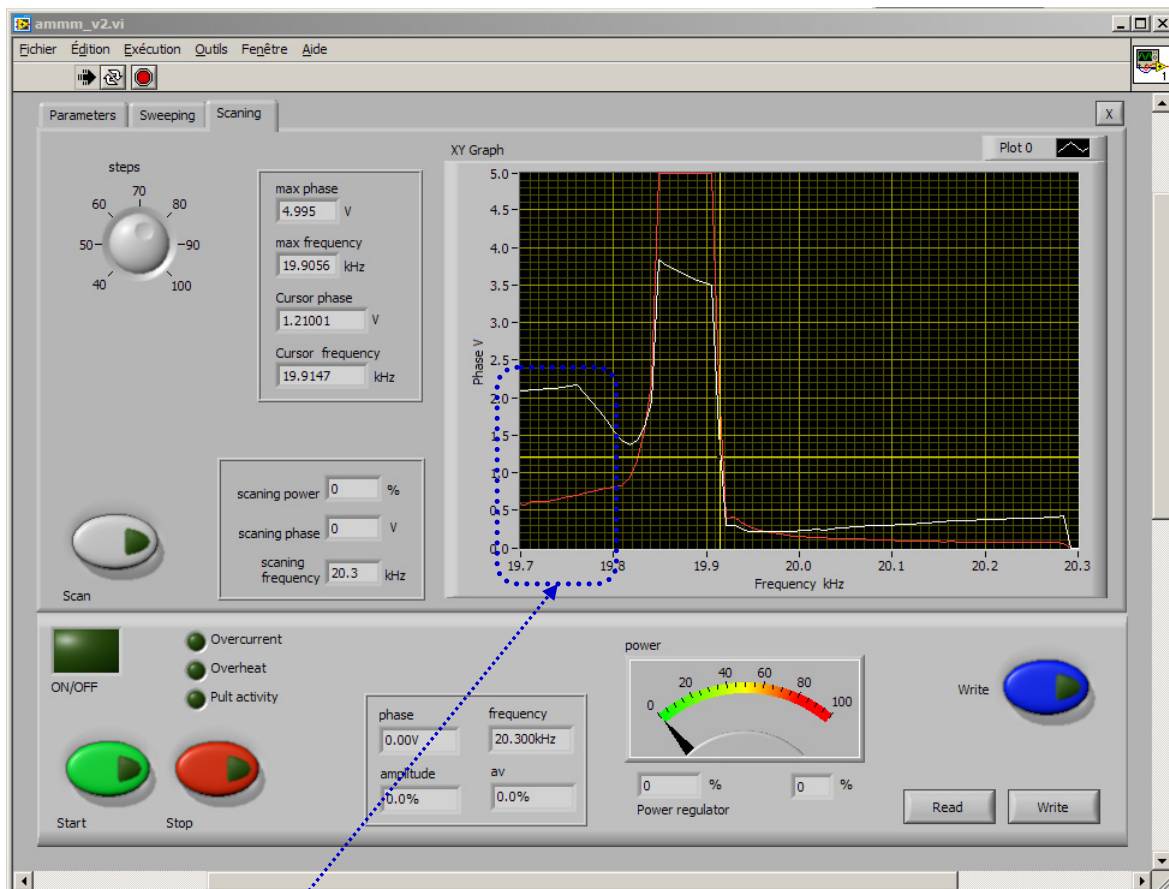 ammm_v2.vi
Fichier Édition Exécution Outils Fenêtre Aide
1
Parameters Sweeping Scaning
X
steps
40 50 60 70 80 90 100
max phase
4.995 V
max frequency
19.9056 kHz
Cursor phase
1.21001 V
Cursor frequency
19.9147 kHz
XY Graph
Plot 0
5.0
4.5
4.0
3.5
3.0
2.5
2.0
1.5
1.0
0.5
0.0
Phase V
19.7 19.8 19.9 20.0 20.1 20.2 20.3
Frequency kHz
scaning power 0 %
scaning phase 0 V
scaning
frequency 20.3 kHz
Scan
ON/OFF
Overcurrent
Overheat
Pult activity
Start Stop
phase frequency
0.00V 20.300kHz
amplitude av
0.0% 0.0%
power
0 20 40 60 80 100
0 % 0 %
Power regulator
Write
Read Write